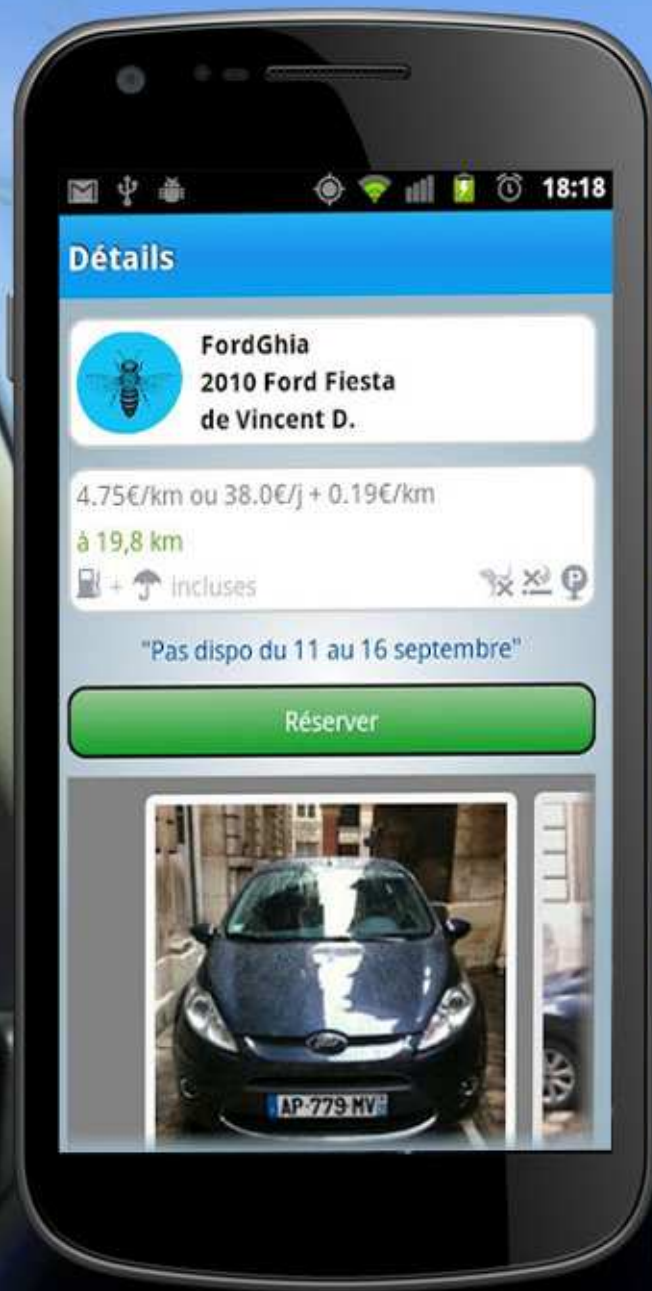 18:18
Détails
FordGhia
2010 Ford Fiesta
de Vincent D.
4.75€/km ou 38.0€/j + 0.19€/km
à 19,8 km
+ incluses
P
"Pas dispo du 11 au 16 septembre"
Réserver
Ford
AP-779-MV